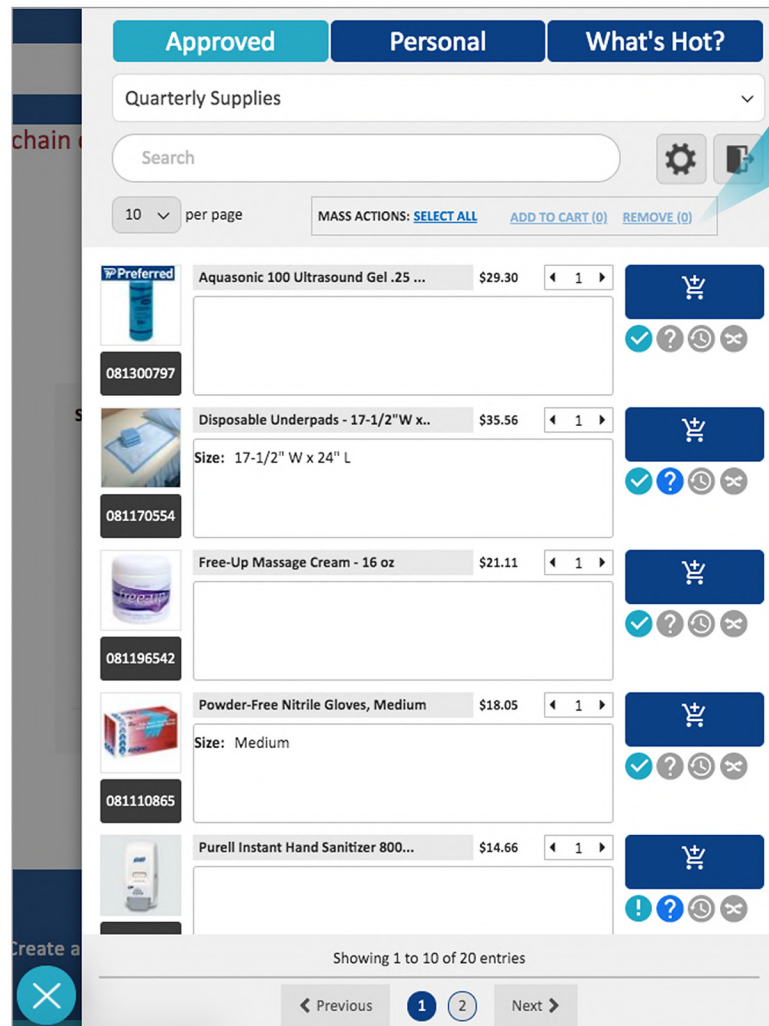 Approved Personal What's Hot?
Quarterly Supplies
chain
Search
10 per page MASS ACTIONS: SELECT ALL ADD TO CART (0) REMOVE (0)
Preferred
Aquasonic 100 Ultrasound Gel .25 ... $29.30 1
081300797
Disposable Underpads - 17-1/2"W x.. $35.56 1
Size: 17-1/2" W x 24" L
081170554
Free-Up Massage Cream - 16 oz $21.11 1
free-up
081196542
Powder-Free Nitrile Gloves, Medium $18.05 1
Size: Medium
081110865
Purell Instant Hand Sanitizer 800... $14.66 1
Create a
Showing 1 to 10 of 20 entries
Previous 1 2 Next